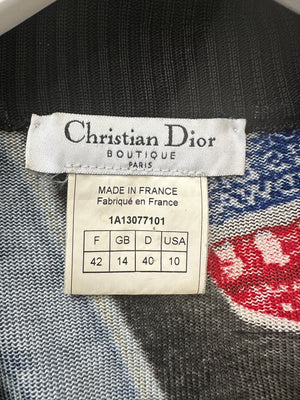 Christian Dior
BOUTIQUE
PARIS
MADE IN FRANCE
Fabriqué en France
1A13077101
F GB D USA
42 14 40 10